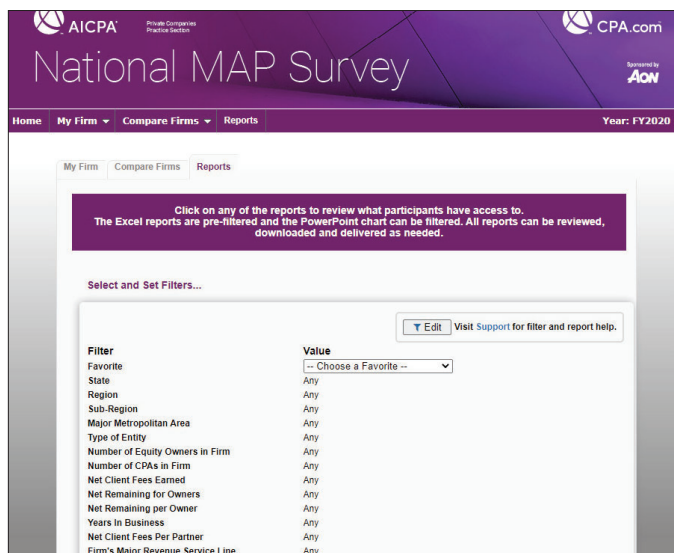 AICPA
Private Companies
Practice Section
CPA.com
National MAP Survey
Sponsored by
AON
Home My Firm Compare Firms Reports Year: FY2020
My Firm Compare Firms Reports
Click on any of the reports to review what participants have access to.
The Excel reports are pre-filtered and the PowerPoint chart can be filtered. All reports can be reviewed,
downloaded and delivered as needed.
Select and Set Filters...
Edit Visit Support for filter and report help.
Filter Value
Favorite -- Choose a Favorite --
State Any
Region Any
Sub-Region Any
Major Metropolitan Area Any
Type of Entity Any
Number of Equity Owners in Firm Any
Number of CPAs in Firm Any
Net Client Fees Earned Any
Net Remaining for Owners Any
Net Remaining per Owner Any
Years In Business Any
Net Client Fees Per Partner Any
Firm's Major Revenue Service Line Any